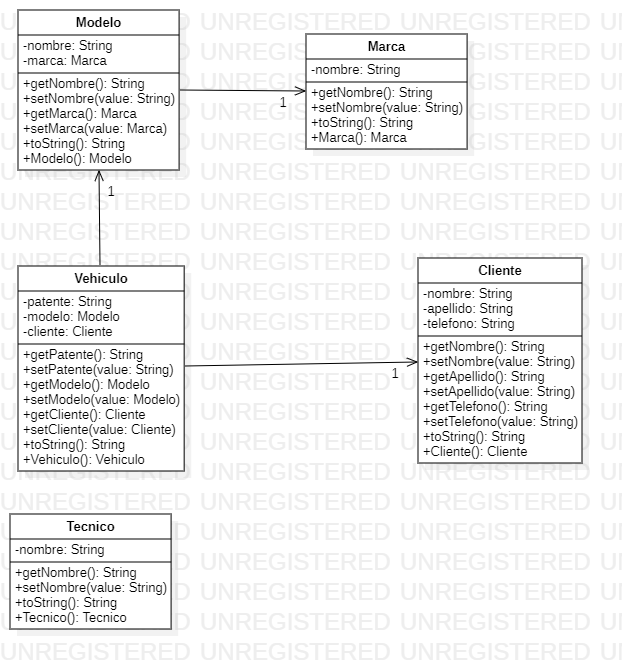 Modelo
-nombre: String
-marca: Marca
+getNombre(): String
+setNombre(value: String)
+getMarca(): Marca
+setMarca(value: Marca)
+toString(): String
+Modelo(): Modelo
Marca
-nombre: String
+getNombre(): String
+setNombre(value: String)
+toString(): String
+Marca(): Marca
1
1
Vehiculo
-patente: String
-modelo: Modelo
-cliente: Cliente
+getPatente(): String
+setPatente(value: String)
+getModelo(): Modelo
+setModelo(value: Modelo)
+getCliente(): Cliente
+setCliente(value: Cliente)
+toString(): String
+Vehiculo(): Vehiculo
1
Cliente
-nombre: String
-apellido: String
-telefono: String
+getNombre(): String
+setNombre(value: String)
+getApellido(): String
+setApellido(value: String)
+getTelefono(): String
+setTelefono(value: String)
+toString(): String
+Cliente(): Cliente
Tecnico
-nombre: String
+getNombre(): String
+setNombre(value: String)
+toString(): String
+Tecnico(): Tecnico
UNREGISTERED